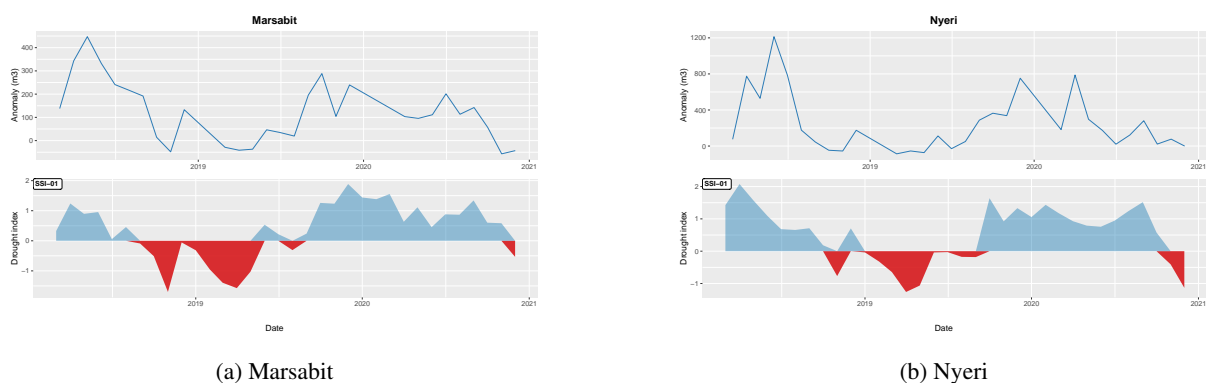 Marsabit
Anomaly (m3)
400
300
200
100
0
2019
2020
2021
SSI-01
Drought index
2
1
0
−1
2019
2020
2021
Date
(a) Marsabit
Nyeri
Anomaly (m3)
1200
800
400
0
2019
2020
2021
SSI-01
Drought index
2
1
0
−1
2019
2020
2021
Date
(b) Nyeri